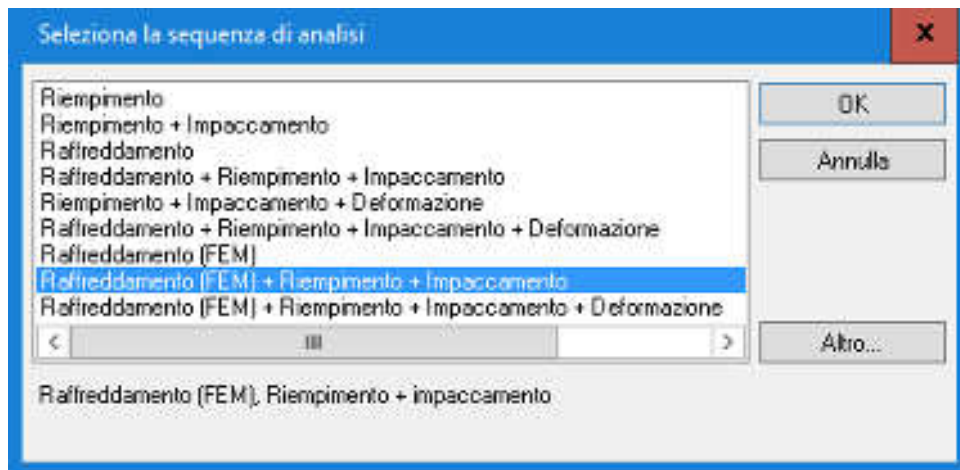 Seleziona la sequenza di analisi
Riempimento
Riempimento + Impaccamento
Raffreddamento
Raffreddamento + Riempimento + Impaccamento
Riempimento + Impaccamento + Deformazione
Raffreddamento + Riempimento + Impaccamento + Deformazione
Raffreddamento (FEM)
Raffreddamento (FEM) + Riempimento + Impaccamento
Raffreddamento (FEM) + Riempimento + Impaccamento + Deformazione
OK
Annulla
Altro...
Raffreddamento (FEM), Riempimento + impaccamento